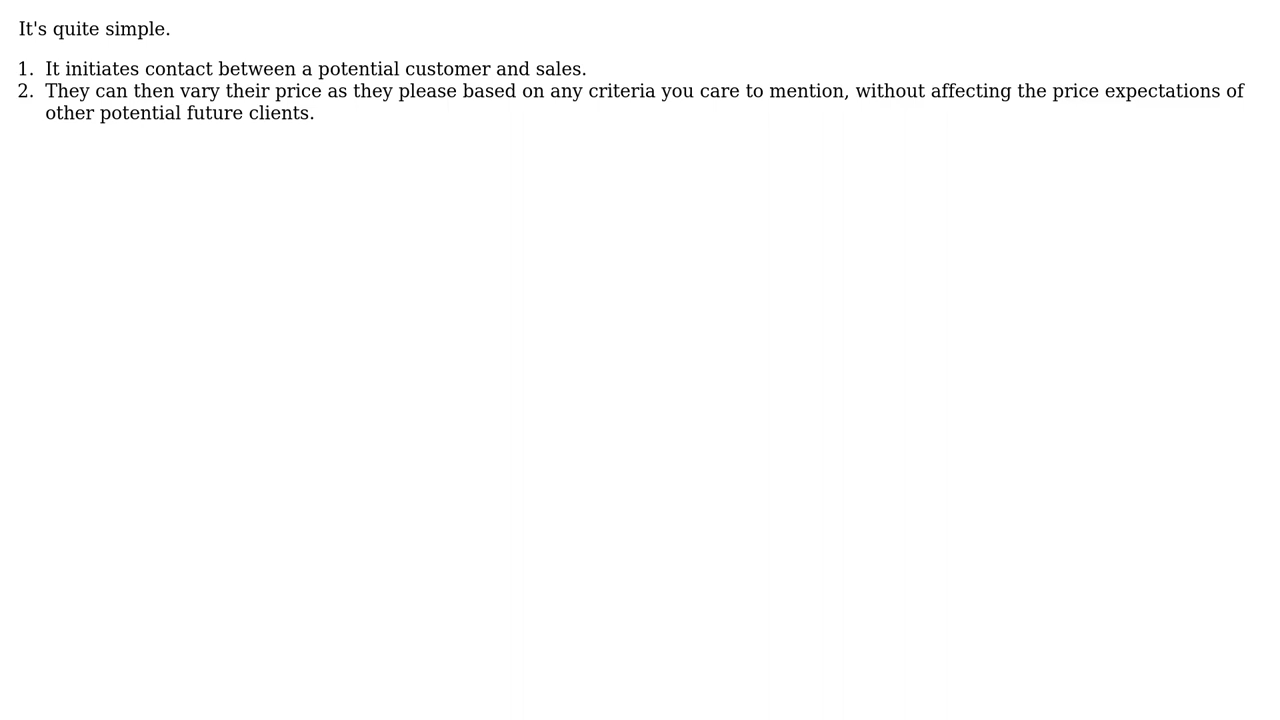 It's quite simple.
1. It initiates contact between a potential customer and sales.
2. They can then vary their price as they please based on any criteria you care to mention, without affecting the price expectations of
other potential future clients.